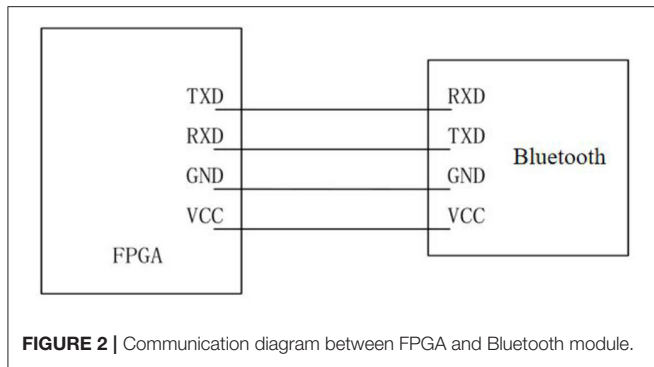 TXD RXD
RXD TXD
Bluetooth
GND GND
VCC VCC
FPGA
FIGURE 2 | Communication diagram between FPGA and Bluetooth module.